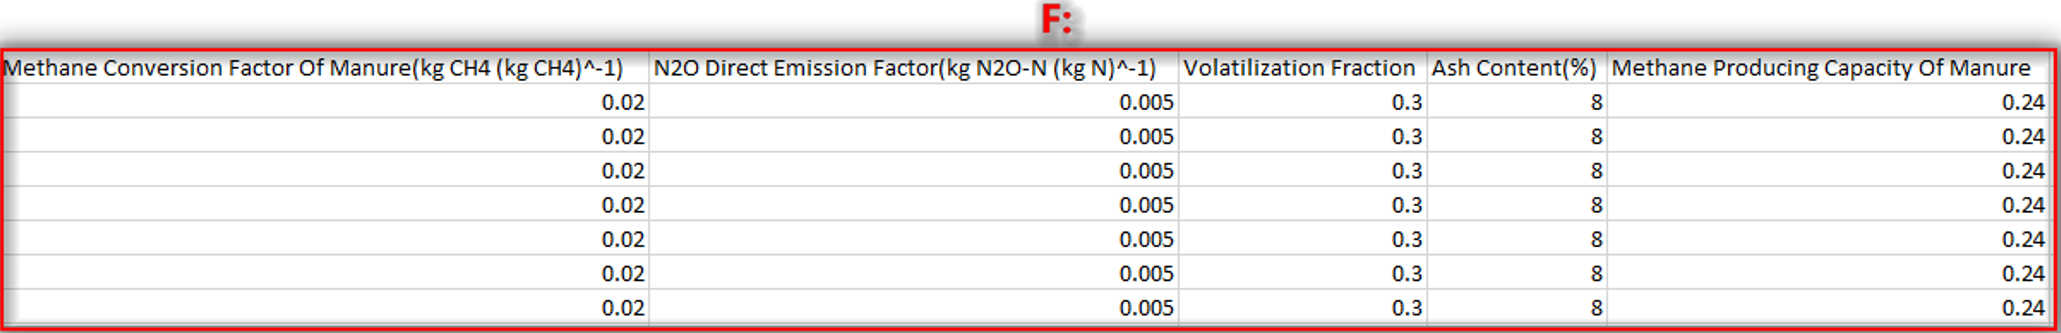 F:
Methane Conversion Factor Of Manure(kg CH4 (kg CH4)^-1) N2O Direct Emission Factor(kg N2O-N (kg N)^-1) Volatilization Fraction Ash Content(%) Methane Producing Capacity Of Manure
0.02 0.005 0.3 8 0.24
0.02 0.005 0.3 8 0.24
0.02 0.005 0.3 8 0.24
0.02 0.005 0.3 8 0.24
0.02 0.005 0.3 8 0.24
0.02 0.005 0.3 8 0.24
0.02 0.005 0.3 8 0.24